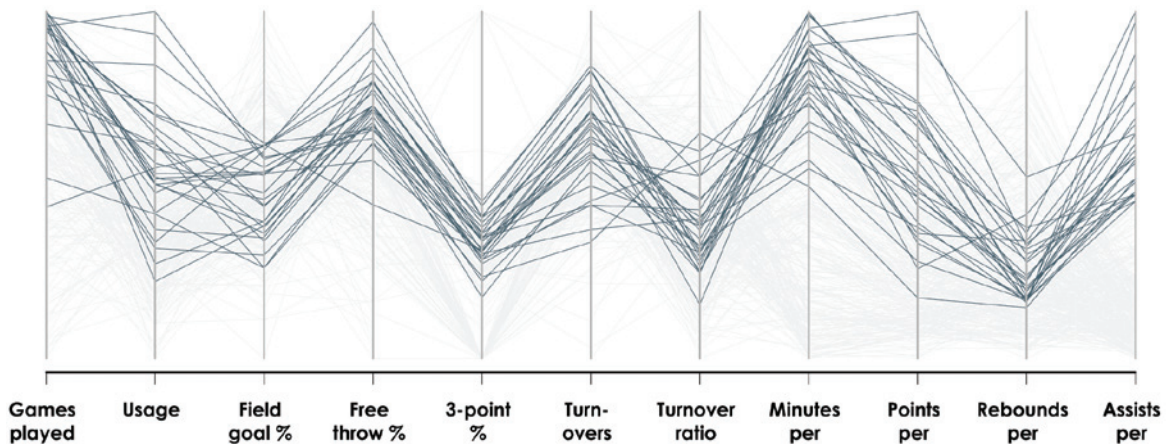 Games played
Usage
Field goal %
Free throw %
3-point %
Turn-overs
Turnover ratio
Minutes per
Points per
Rebounds per
Assists per